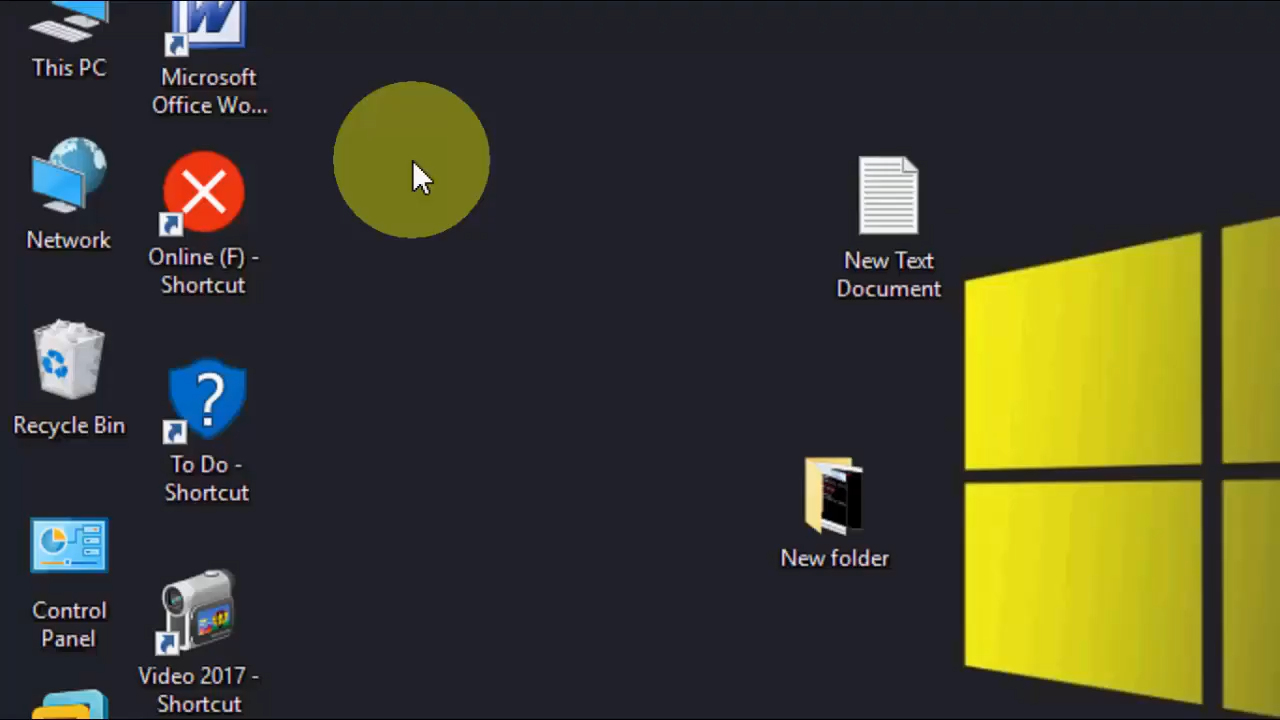 This PC
Microsoft
Office Wo...
Network
Online (F) -
Shortcut
New Text
Document
Recycle Bin
To Do -
Shortcut
New folder
Control
Panel
Video 2017 -
Shortcut